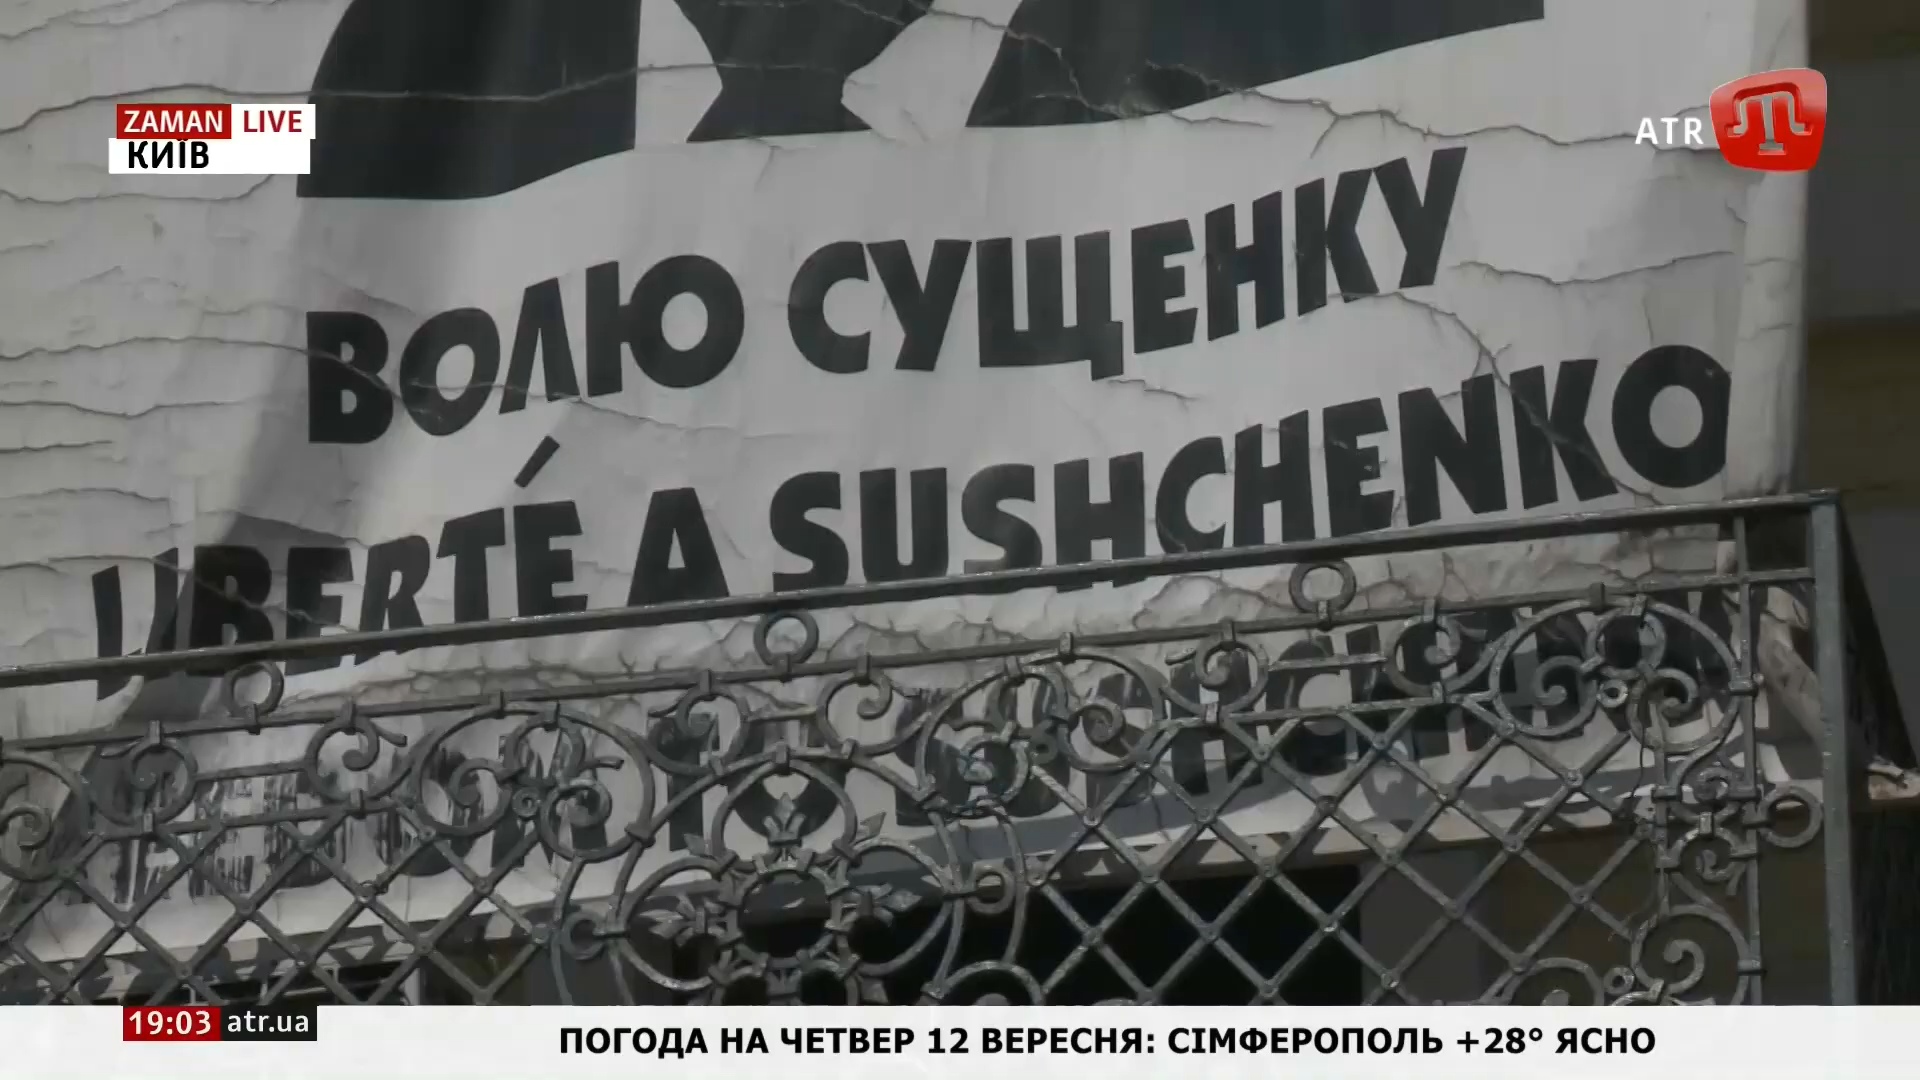 ZAMAN LIVE
КИЇВ
ATR
ВОЛЮ СУЩЕНКУ
LIBERTÉ A SUSHCHENKO
19:03 atr.ua
ПОГОДА НА ЧЕТВЕР 12 ВЕРЕСНЯ: СІМФЕРОПОЛЬ +28° ЯСНО